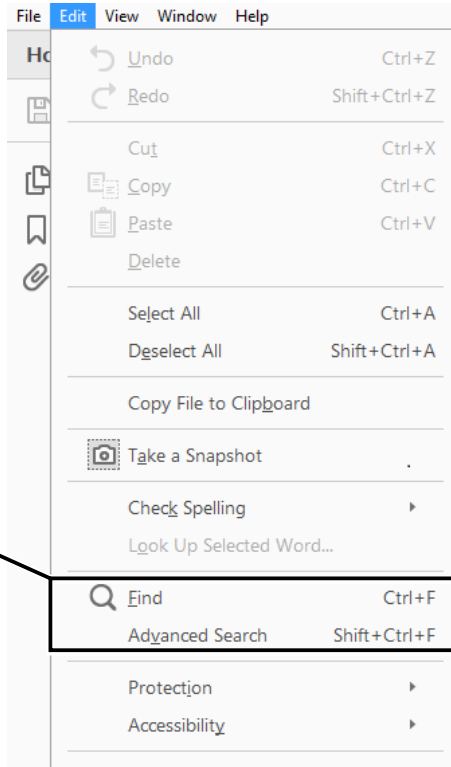 File Edit View Window Help
Ho
Undo Ctrl+Z
Redo Shift+Ctrl+Z
Cut Ctrl+X
Copy Ctrl+C
Paste Ctrl+V
Delete
Select All Ctrl+A
Deselect All Shift+Ctrl+A
Copy File to Clipboard
Take a Snapshot
Check Spelling
Look Up Selected Word...
Find Ctrl+F
Advanced Search Shift+Ctrl+F
Protection
Accessibility